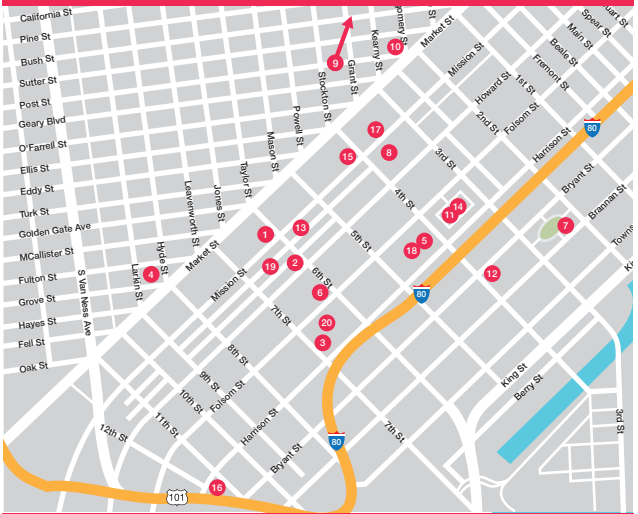 California St
Pine St
Bush St
Sutter St
Post St
Geary Blvd
O'Farrell St
Ellis St
Eddy St
Turk St
Golden Gate Ave
McCallister St
Fulton St
Grove St
Hayes St
Fell St
Oak St
S Van Ness Ave
Larkin St
Hyde St
Leavenworth St
Jones St
Taylor St
Mason St
Powell St
Stockton St
Grant St
Kearny St
Market St
Market St
Mission St
Mission St
Howard St
Folsom St
Folsom St
Harrison St
Harrison St
Bryant St
Bryant St
Brannan St
King St
Berry St
Spear St
Main St
Beale St
Fremont St
1st St
2nd St
3rd St
3rd St
4th St
5th St
6th St
7th St
7th St
8th St
9th St
10th St
11th St
12th St
80
80
80
101
1
2
3
4
5
6
7
8
9
10
11
12
13
14
15
16
17
18
19
20